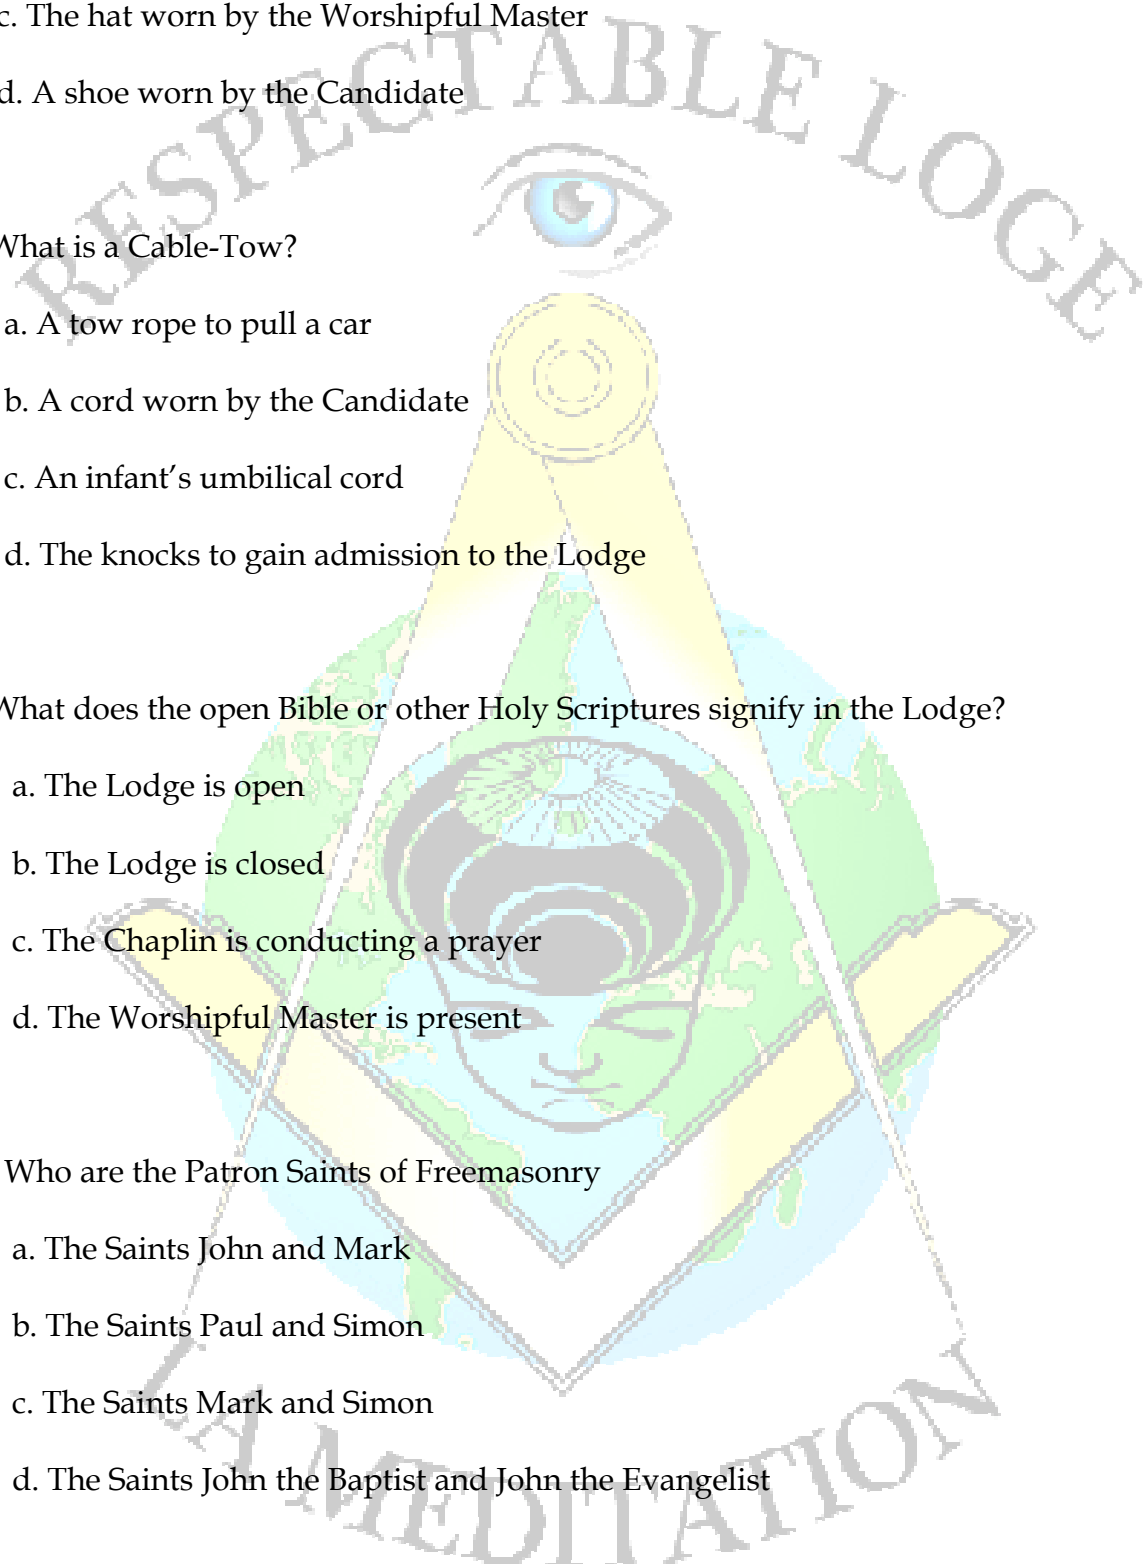 c. The hat worn by the Worshipful Master
d. A shoe worn by the Candidate
RESPECTABLE LOGE
What is a Cable-Tow?
a. A tow rope to pull a car
b. A cord worn by the Candidate
c. An infant’s umbilical cord
d. The knocks to gain admission to the Lodge
What does the open Bible or other Holy Scriptures signify in the Lodge?
a. The Lodge is open
b. The Lodge is closed
c. The Chaplin is conducting a prayer
d. The Worshipful Master is present
Who are the Patron Saints of Freemasonry
a. The Saints John and Mark
b. The Saints Paul and Simon
c. The Saints Mark and Simon
d. The Saints John the Baptist and John the Evangelist
LA MEDITATION